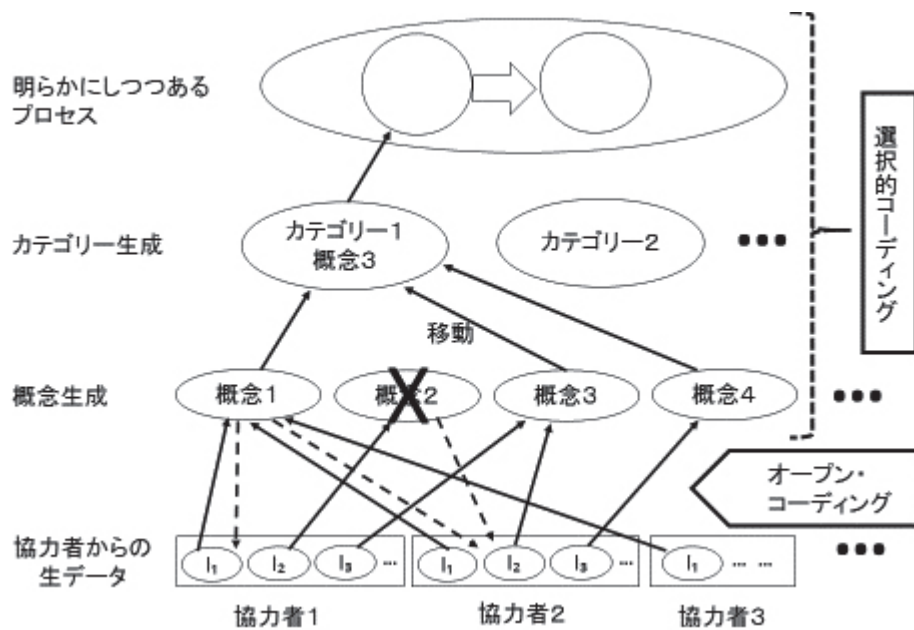 明らかにしつつある
プロセス
カテゴリー生成
カテゴリー1
概念3
カテゴリー2
•••
選択的コーディング
移動
概念生成
概念1
概念2
概念3
概念4
•••
オープン・
コーディング
協力者からの
生データ
I₁ I₂ I₃ …
I₁ I₂ I₃ …
I₁ … …
•••
協力者1
協力者2
協力者3